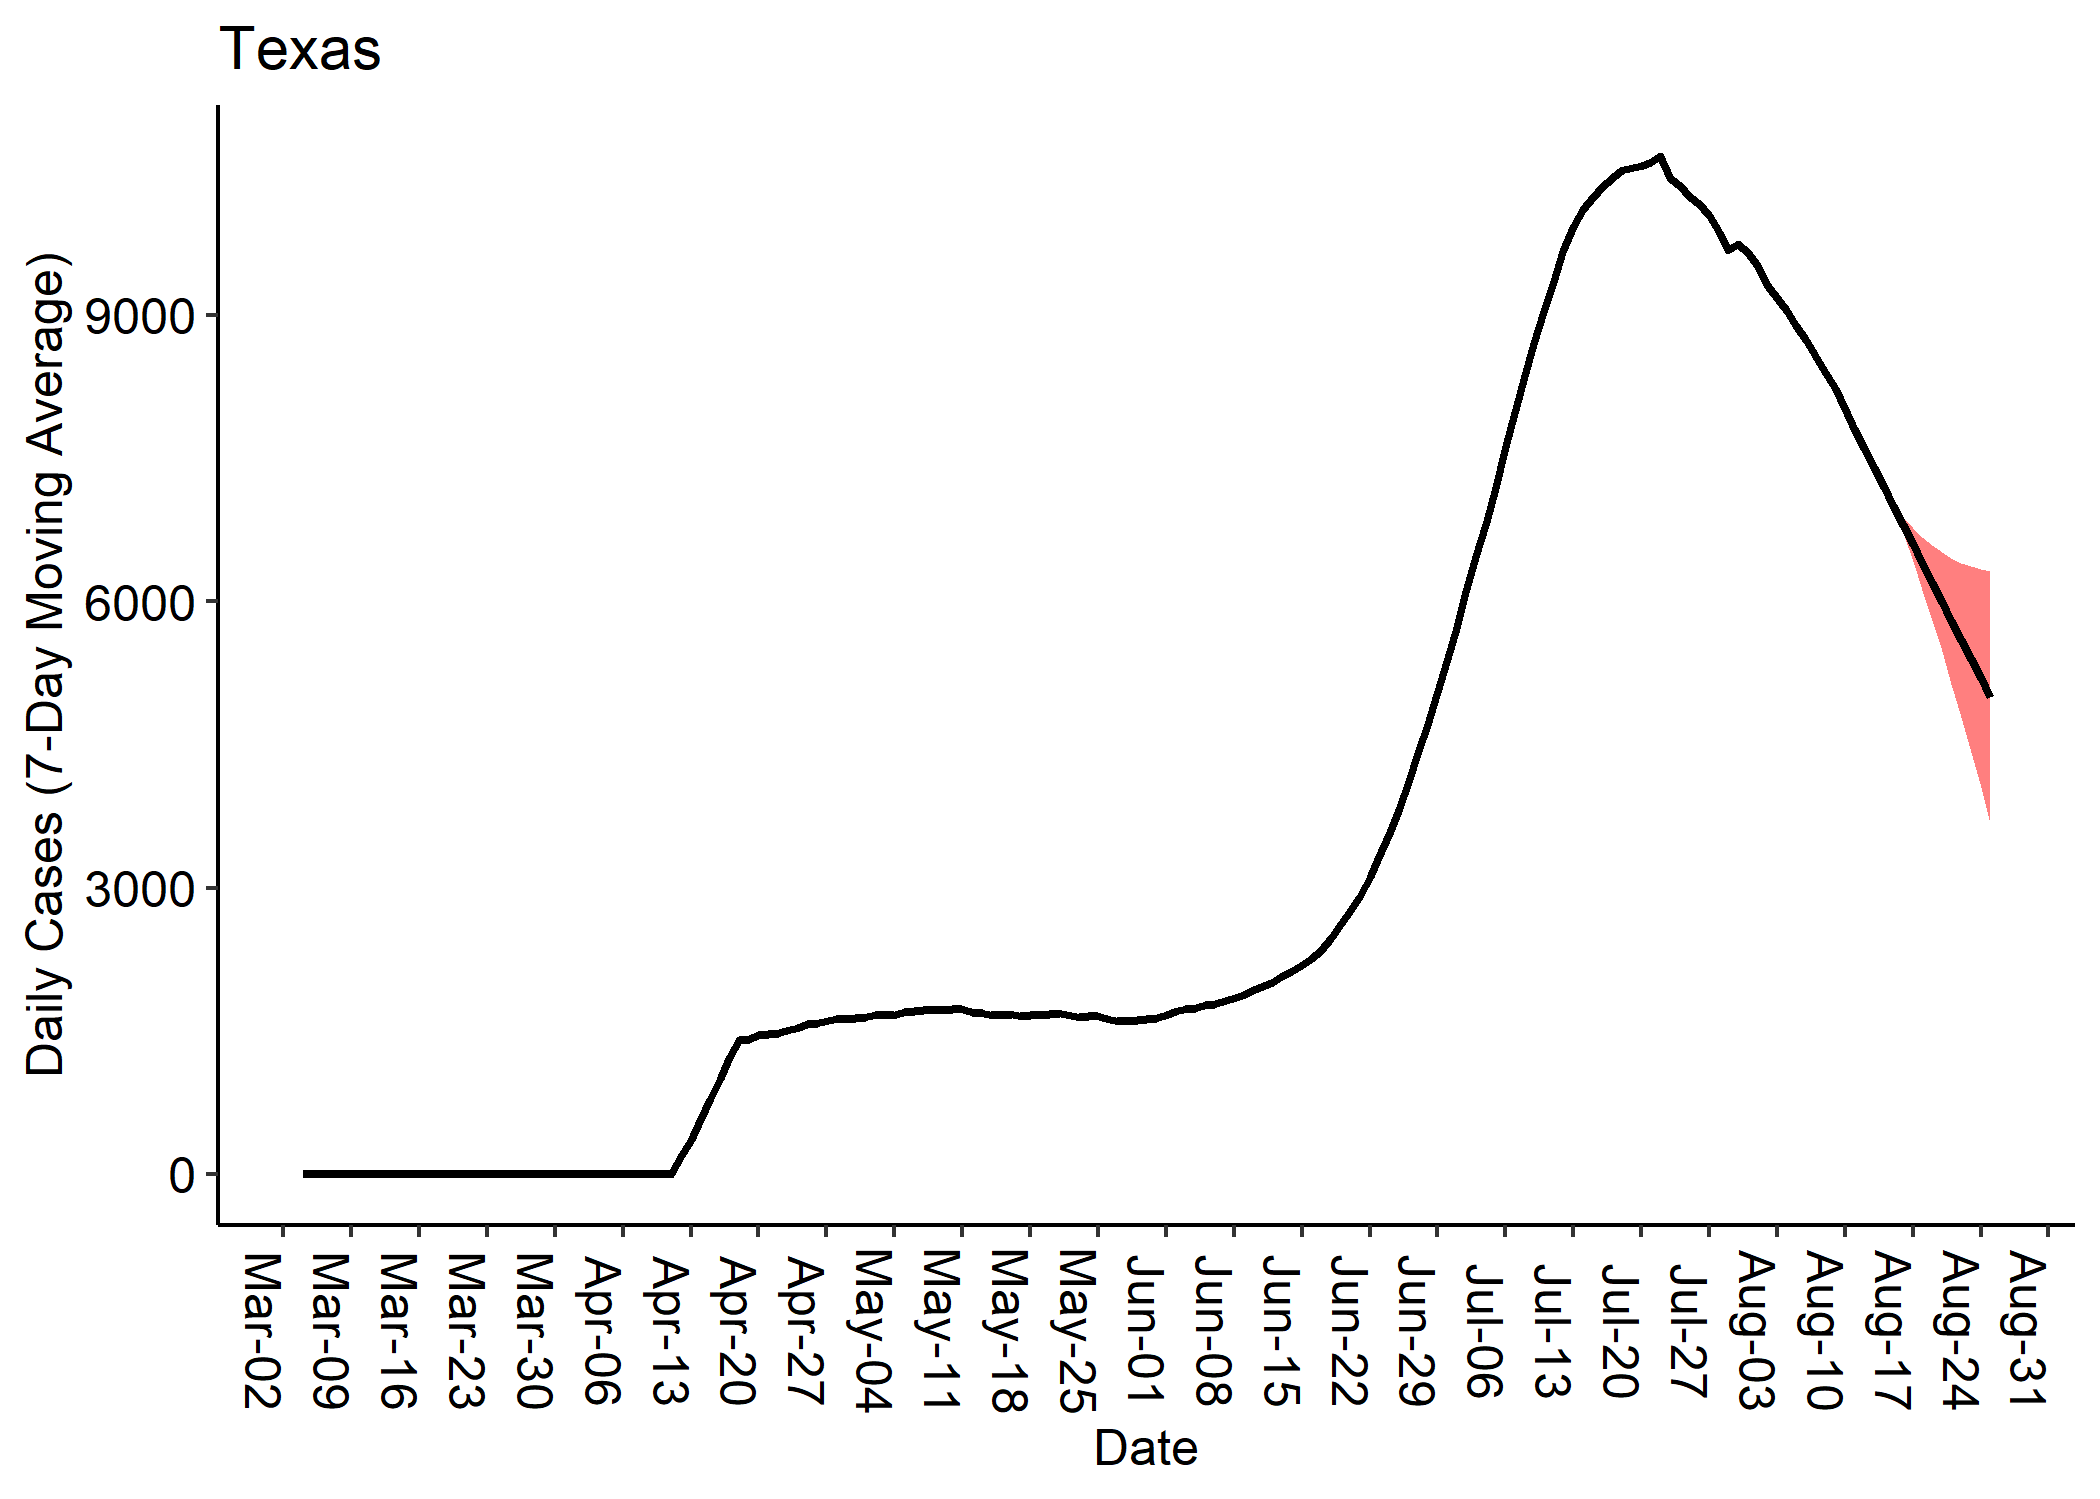 Texas
Daily Cases (7-Day Moving Average)
9000
6000
3000
0
Mar-02
Mar-09
Mar-16
Mar-23
Mar-30
Apr-06
Apr-13
Apr-20
Apr-27
May-04
May-11
May-18
May-25
Jun-01
Jun-08
Jun-15
Jun-22
Jun-29
Jul-06
Jul-13
Jul-20
Jul-27
Aug-03
Aug-10
Aug-17
Aug-24
Aug-31
Date